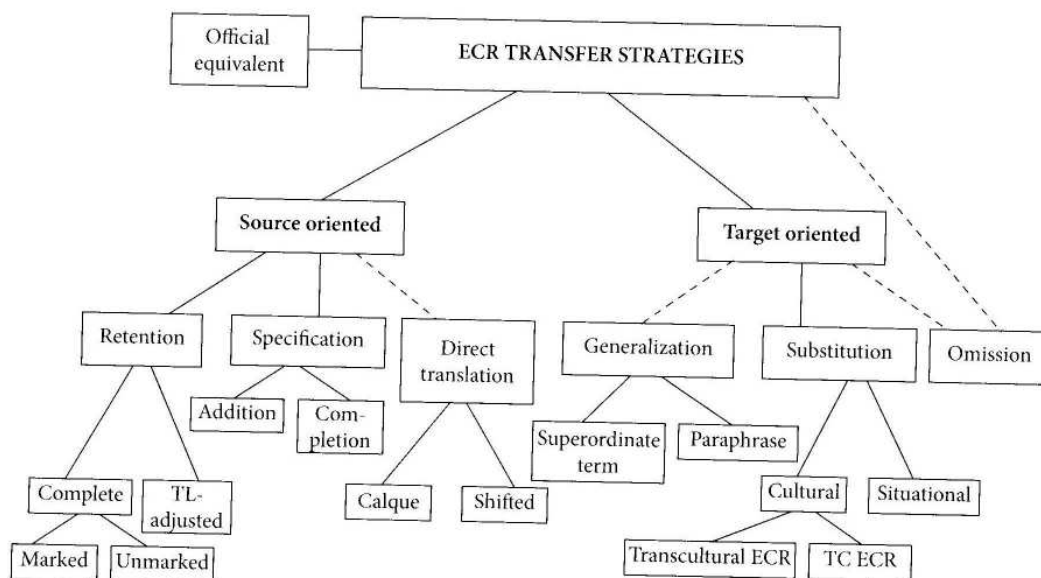 Official
equivalent
ECR TRANSFER STRATEGIES
Source oriented
Target oriented
Retention
Specification
Direct
translation
Generalization
Substitution
Omission
Addition
Com-
pletion
Superordinate
term
Paraphrase
Complete
TL-
adjusted
Calque
Shifted
Cultural
Situational
Marked
Unmarked
Transcultural ECR
TC ECR